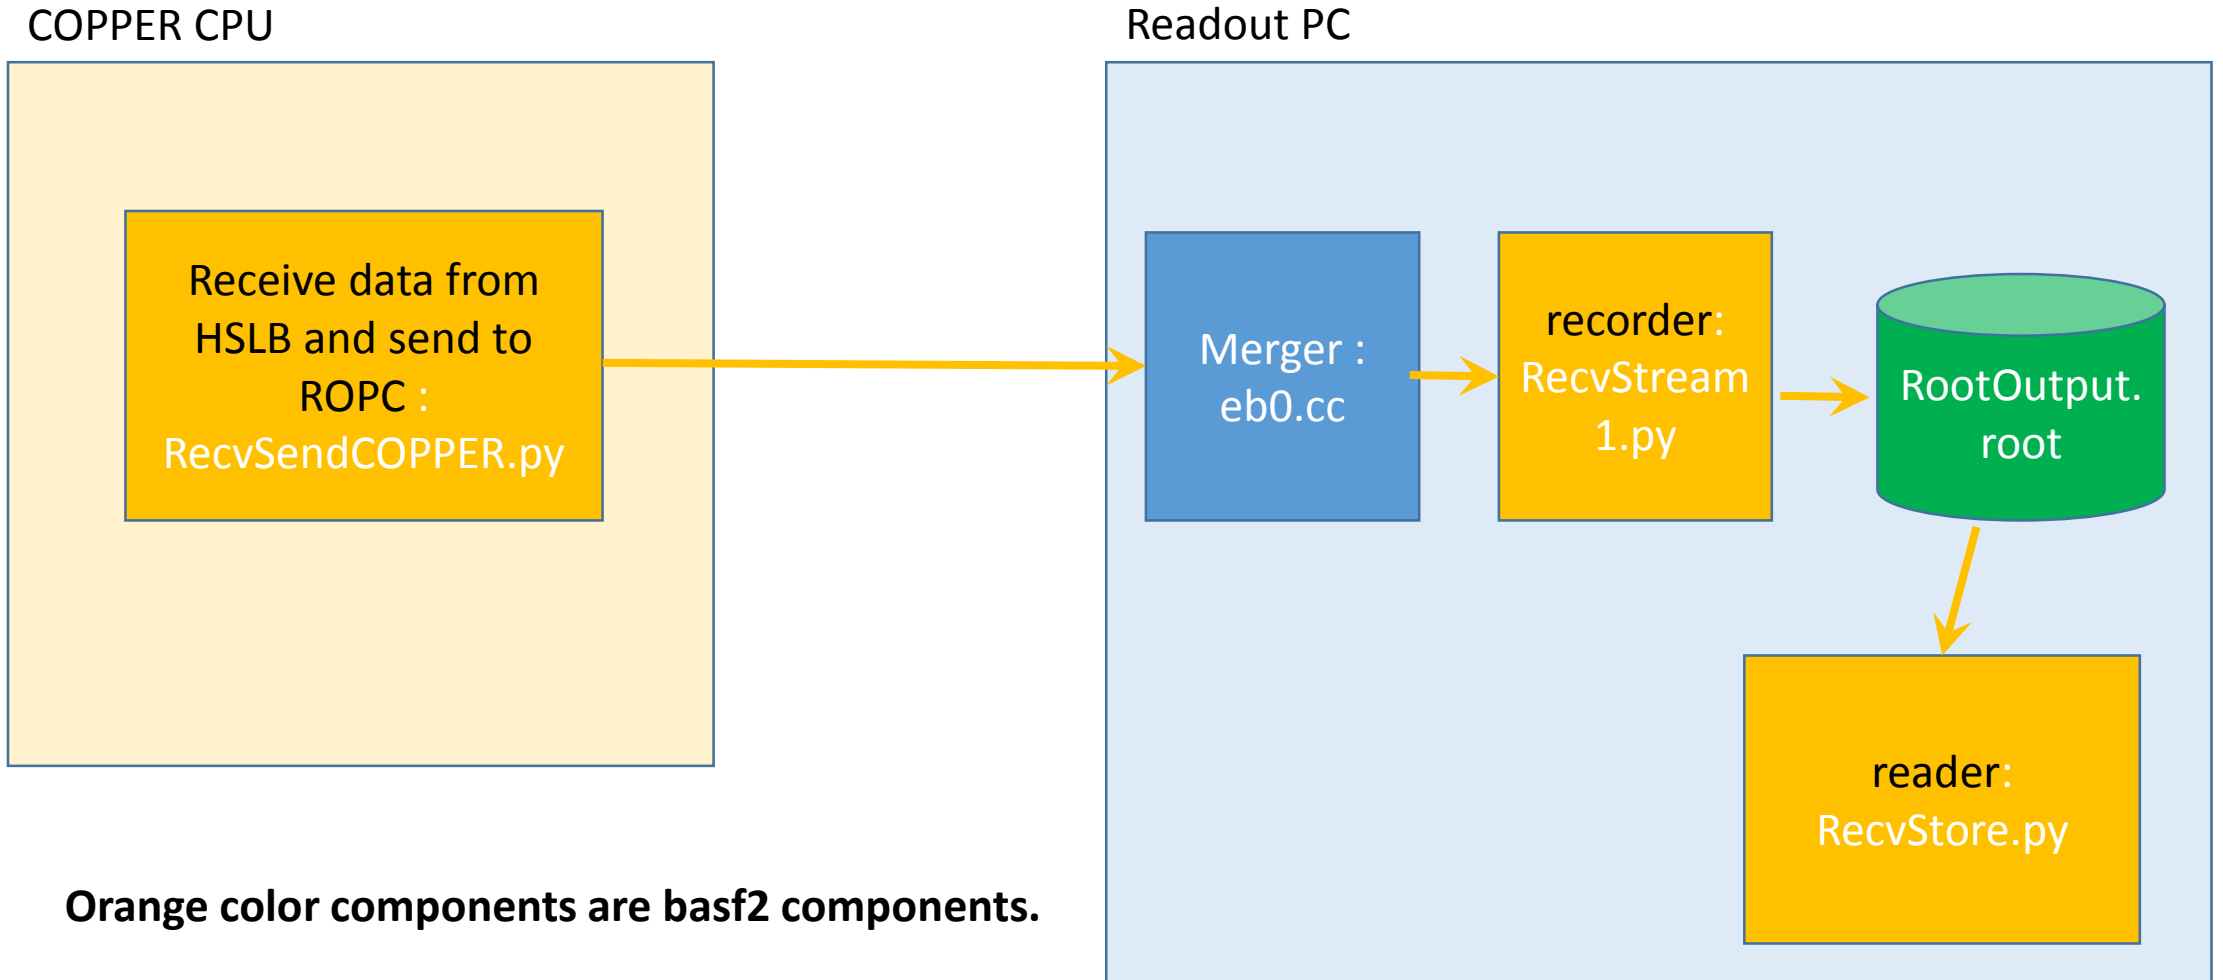 COPPER CPU
Readout PC
Receive data from
HSLB and send to
ROPC :
RecvSendCOPPER.py
Merger :
eb0.cc
recorder:
RecvStream
1.py
RootOutput.
root
reader:
RecvStore.py
Orange color components are basf2 components.